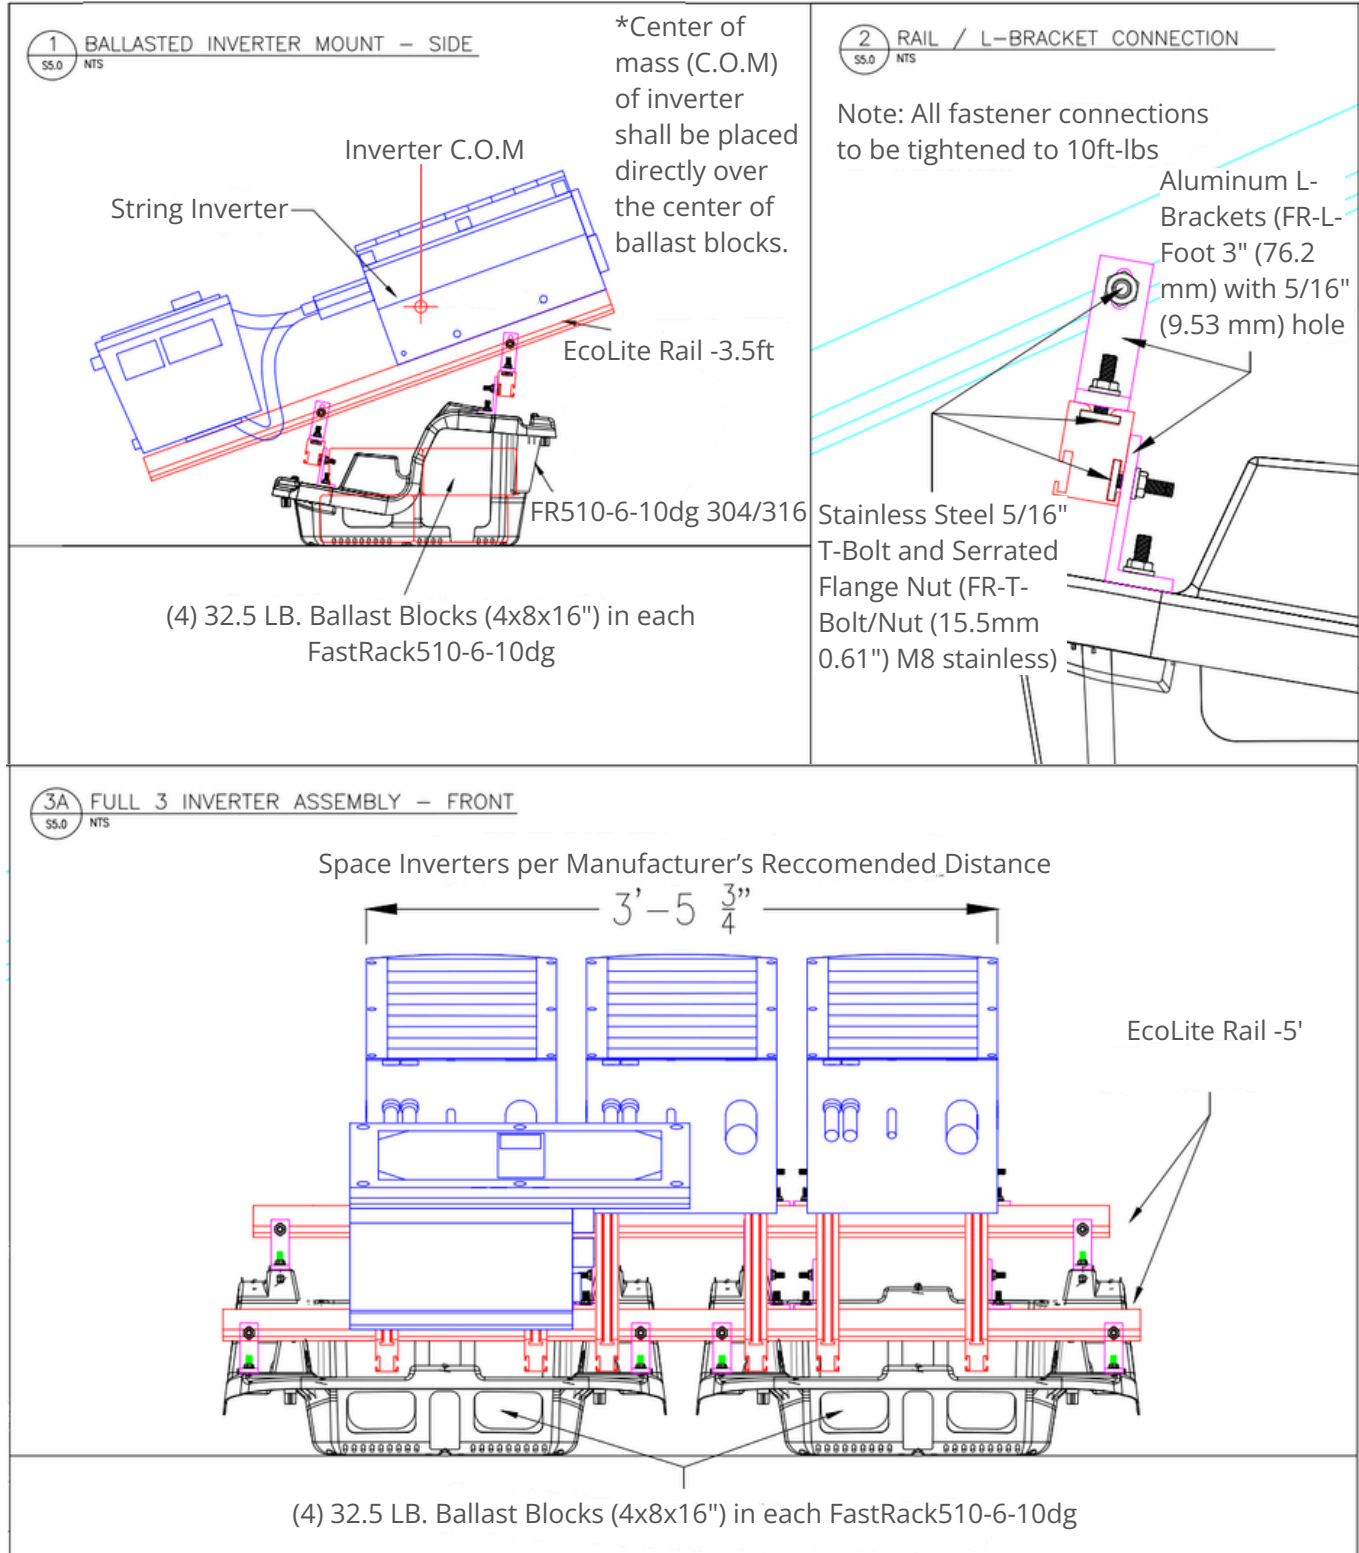 1 BALLASTED INVERTER MOUNT – SIDE
S5.0 NTS
*Center of
mass (C.O.M)
of inverter
shall be placed
directly over
the center of
ballast blocks.
Inverter C.O.M
String Inverter
EcoLite Rail -3.5ft
FR510-6-10dg 304/316
(4) 32.5 LB. Ballast Blocks (4x8x16") in each
FastRack510-6-10dg
2 RAIL / L–BRACKET CONNECTION
S5.0 NTS
Note: All fastener connections
to be tightened to 10ft-lbs
Aluminum L-
Brackets (FR-L-
Foot 3" (76.2
mm) with 5/16"
(9.53 mm) hole
Stainless Steel 5/16"
T-Bolt and Serrated
Flange Nut (FR-T-
Bolt/Nut (15.5mm
0.61") M8 stainless)
3A FULL 3 INVERTER ASSEMBLY – FRONT
S5.0 NTS
Space Inverters per Manufacturer's Reccomended Distance
3'–5 3/4"
EcoLite Rail -5'
(4) 32.5 LB. Ballast Blocks (4x8x16") in each FastRack510-6-10dg